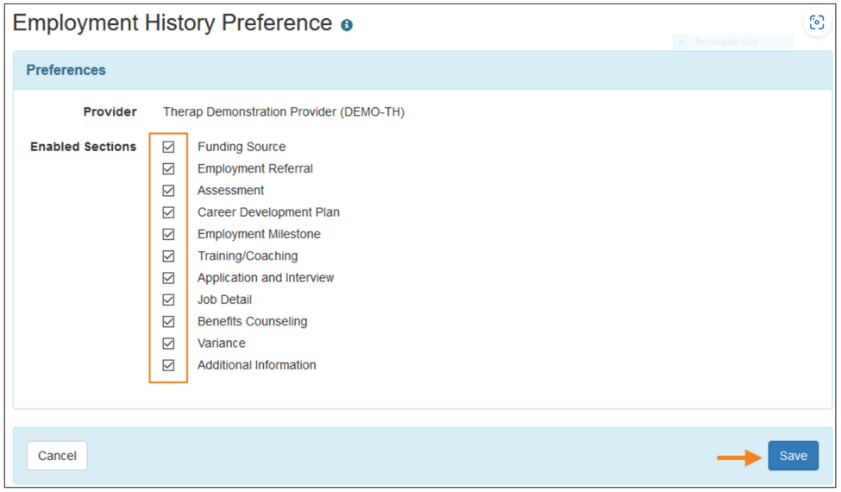 Employment History Preference
Rectangular Snip
Preferences
Provider Therap Demonstration Provider (DEMO-TH)
Enabled Sections Funding Source
Employment Referral
Assessment
Career Development Plan
Employment Milestone
Training/Coaching
Application and Interview
Job Detail
Benefits Counseling
Variance
Additional Information
Cancel Save